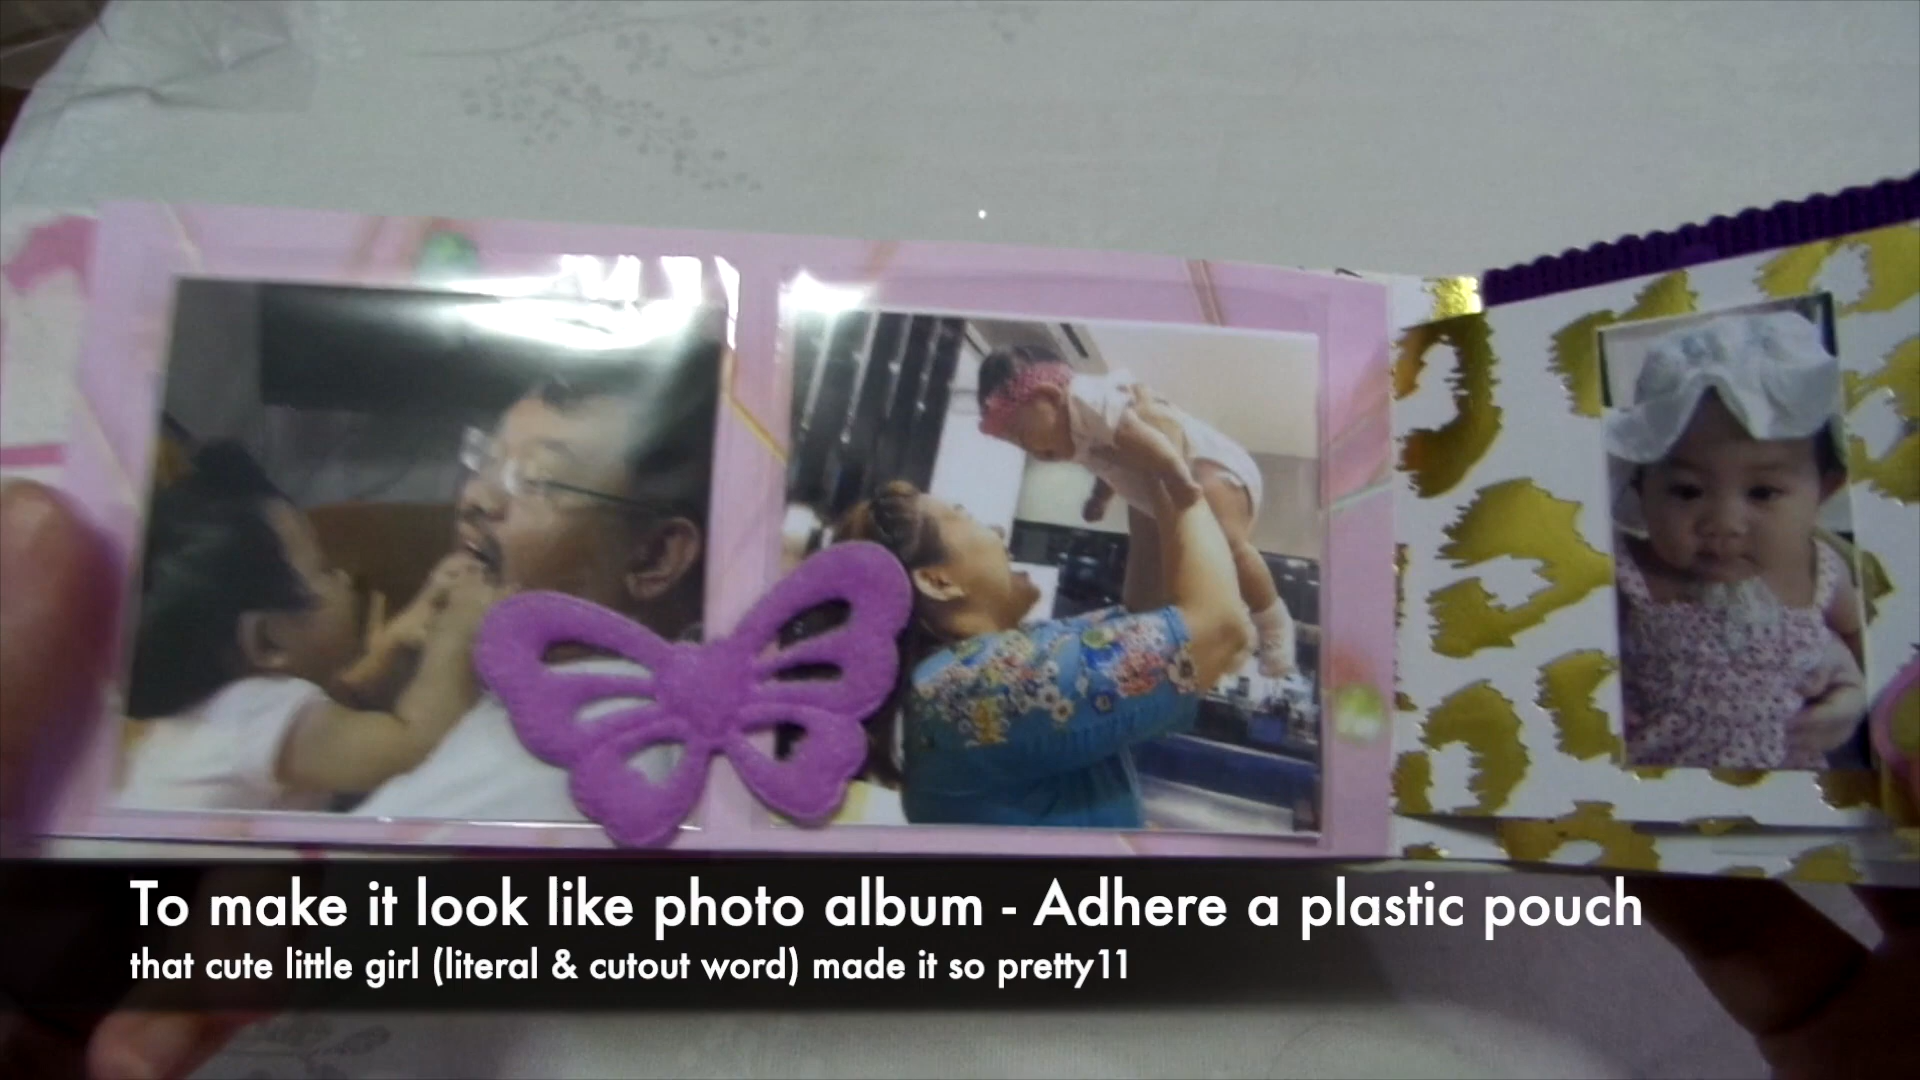 To make it look like photo album - Adhere a plastic pouch
that cute little girl (literal & cutout word) made it so pretty11